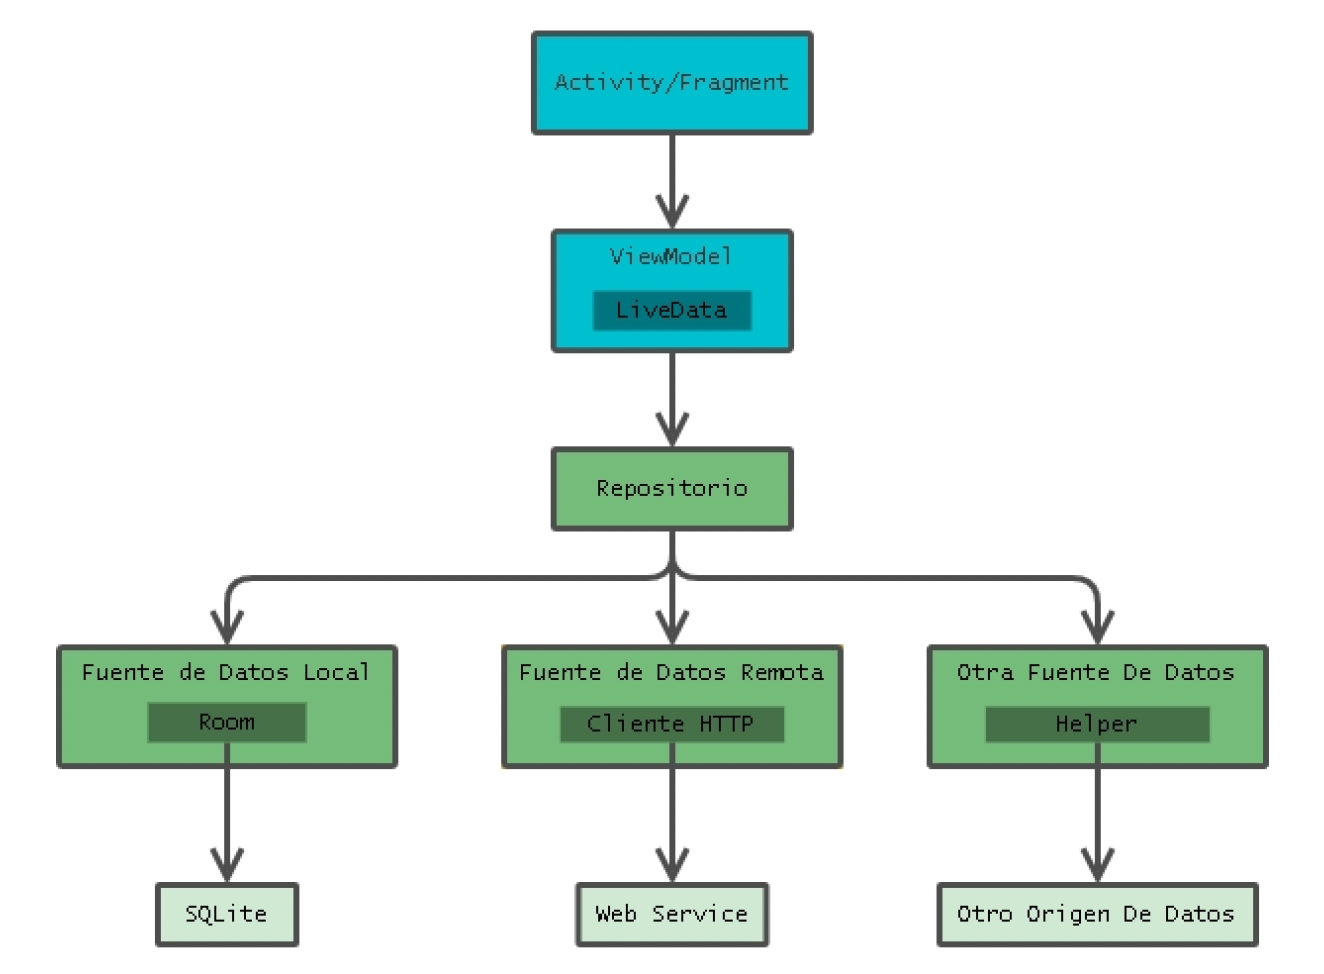 Activity/Fragment
ViewModel
LiveData
Repositorio
Fuente de Datos Local
Room
Fuente de Datos Remota
Cliente HTTP
Otra Fuente De Datos
Helper
SQLite
Web Service
Otro Origen De Datos